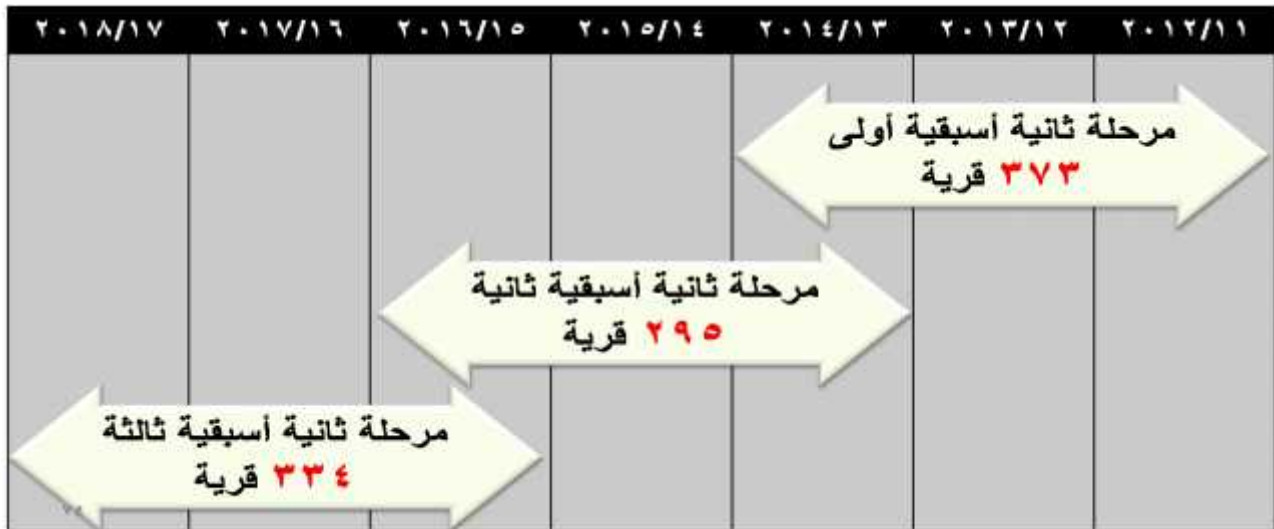 ٢٠١٢/١١ ٢٠١٣/١٢ ٢٠١٤/١٣ ٢٠١٥/١٤ ٢٠١٦/١٥ ٢٠١٧/١٦ ٢٠١٨/١٧
مرحلة ثانية أسبقية أولى
٣٧٣ قرية
مرحلة ثانية أسبقية ثانية
٢٩٥ قرية
مرحلة ثانية أسبقية ثالثة
٣٣٤ قرية